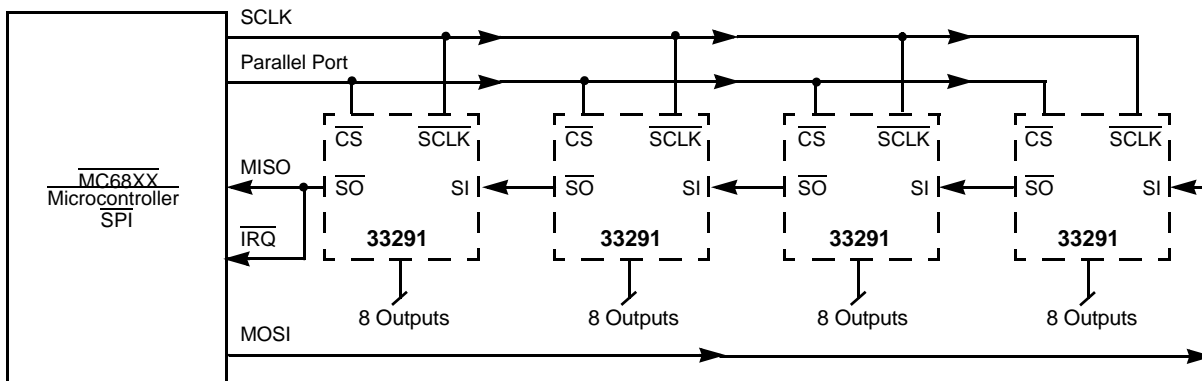 SCLK
Parallel Port
CS SCLK CS SCLK CS SCLK CS SCLK
MISO
SO SI SO SI SO SI SO SI
MC68XX
Microcontroller
SPI
IRQ
33291 33291 33291 33291
8 Outputs 8 Outputs 8 Outputs 8 Outputs
MOSI